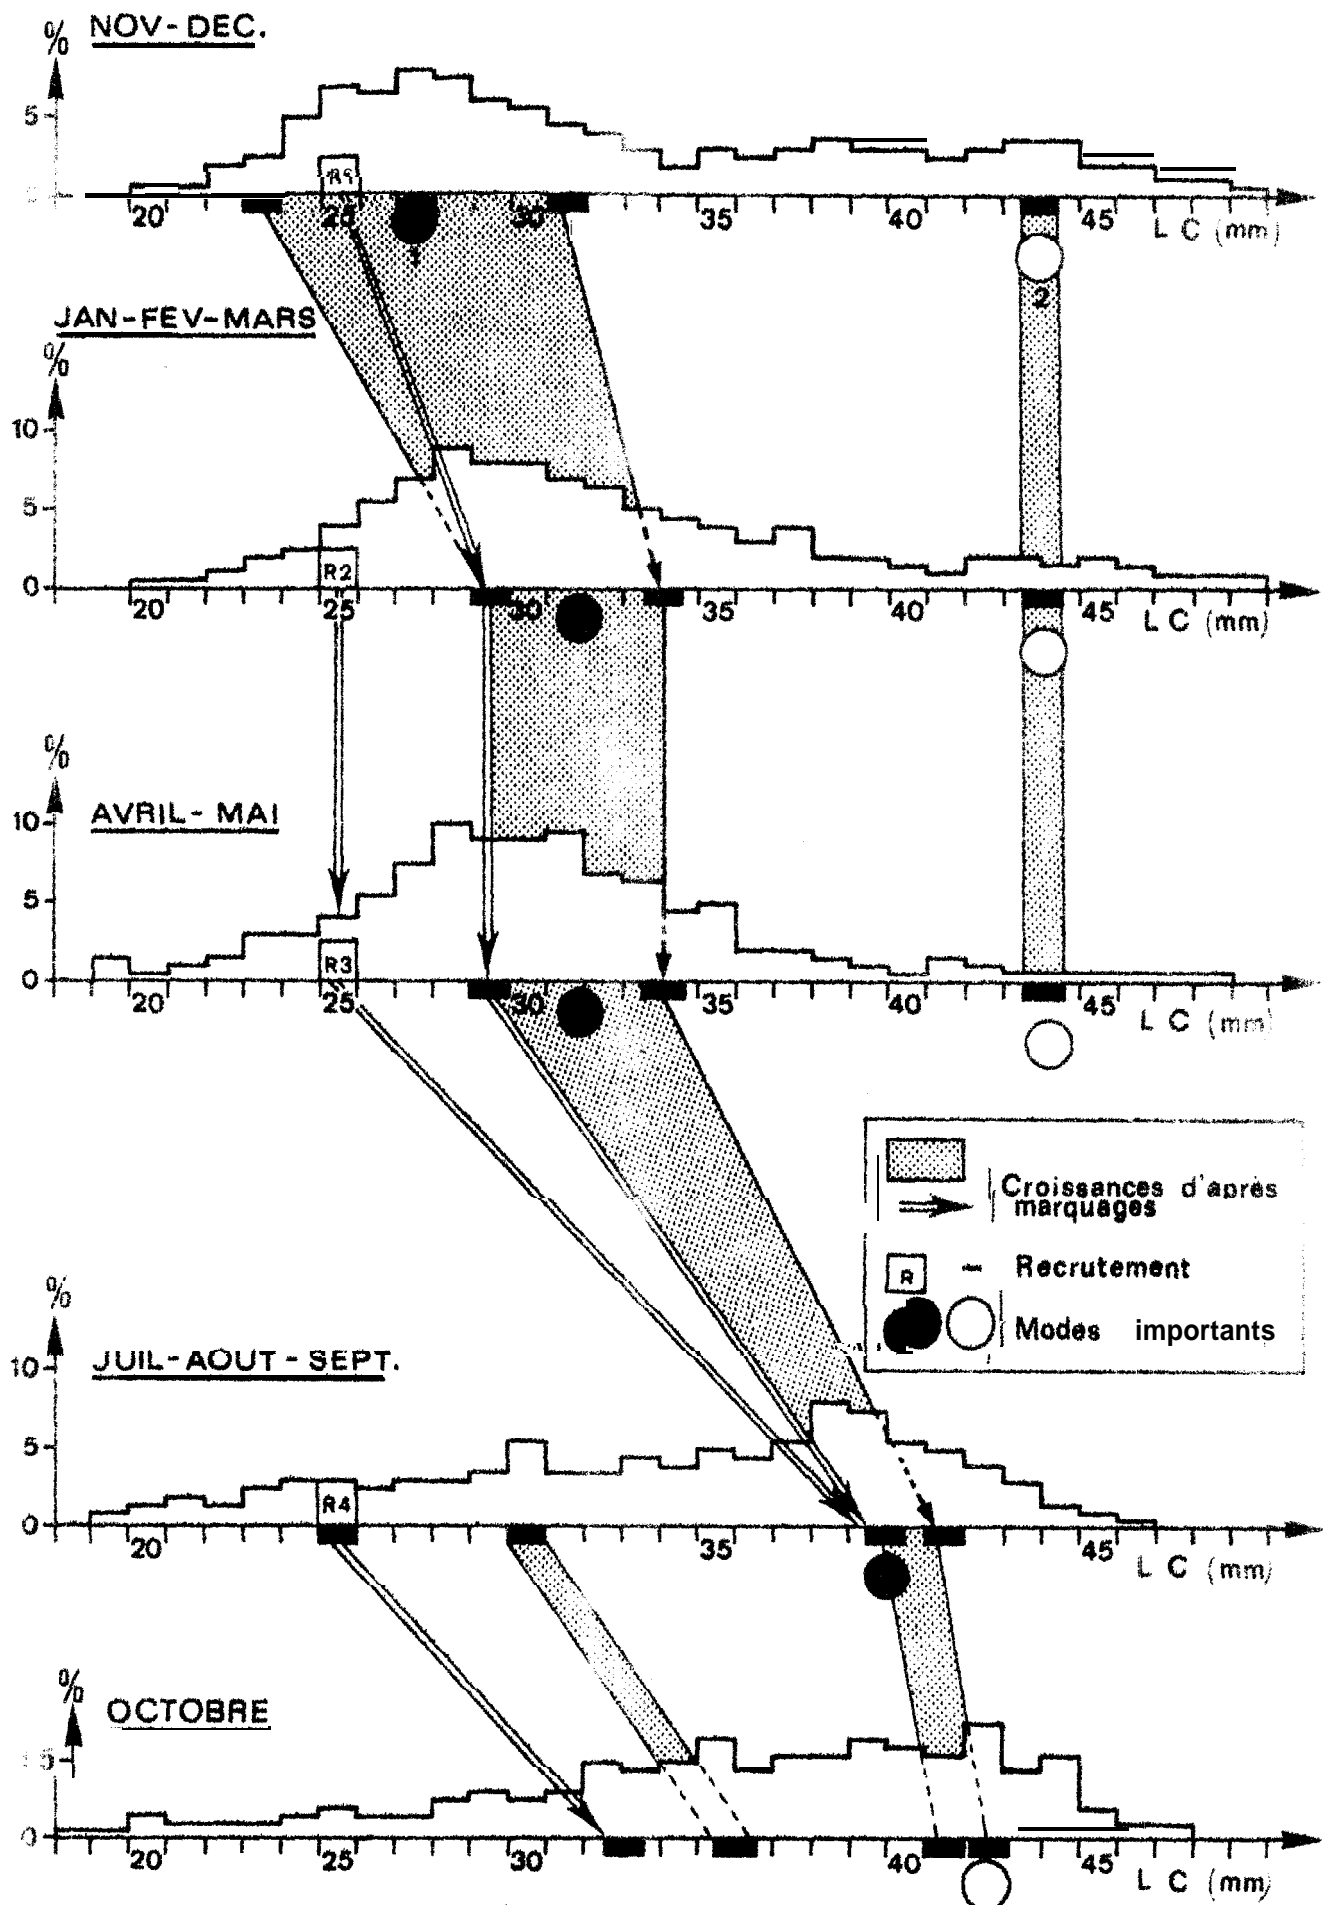 NOV-DEC.
%
5
R1
20 25 30 35 40 45
L C (mm)
1
2
JAN-FEV-MARS
%
10
5
0
R2
20 25 30 35 40 45
L C (mm)
%
AVRIL- MAI
10
5
0
R3
20 25 30 35 40 45
L C (mm)
Croissances d'après
marquages
R - Recrutement
Modes importants
%
JUIL-AOUT-SEPT.
10
5
0
R4
20 35 45
L C (mm)
%
OCTOBRE
5
0
20 25 30 40 45
L C (mm)